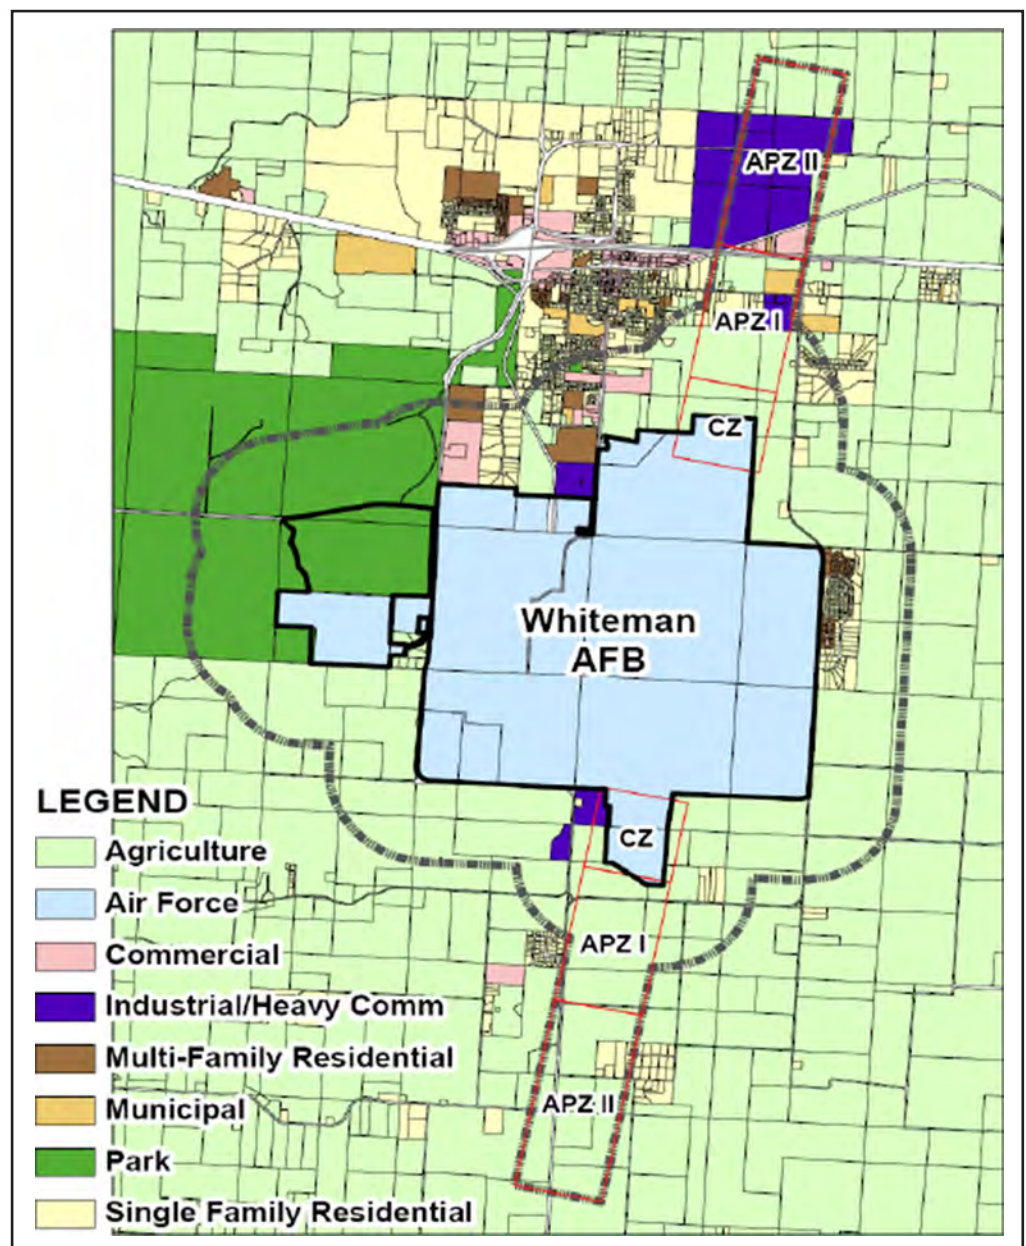 APZ II
APZ I
CZ
Whiteman
AFB
LEGEND
Agriculture
Air Force
Commercial
Industrial/Heavy Comm
Multi-Family Residential
Municipal
Park
Single Family Residential
CZ
APZ I
APZ II